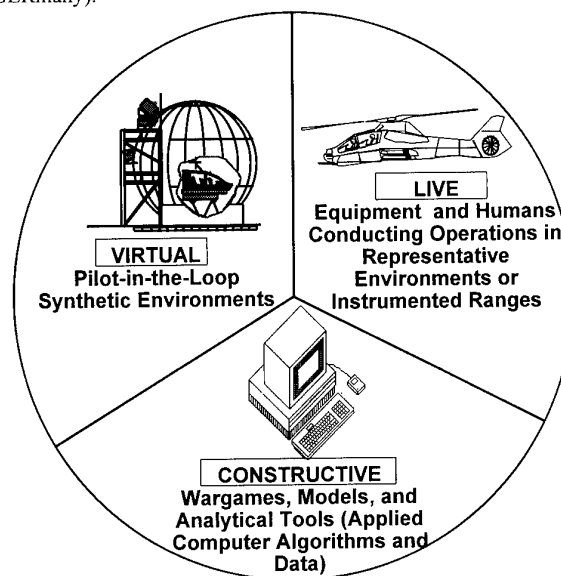 GERmany).
VIRTUAL
Pilot-in-the-Loop
Synthetic Environments
LIVE
Equipment and Humans
Conducting Operations in
Representative
Environments or
Instrumented Ranges
CONSTRUCTIVE
Wargames, Models, and
Analytical Tools (Applied
Computer Algorithms and
Data)